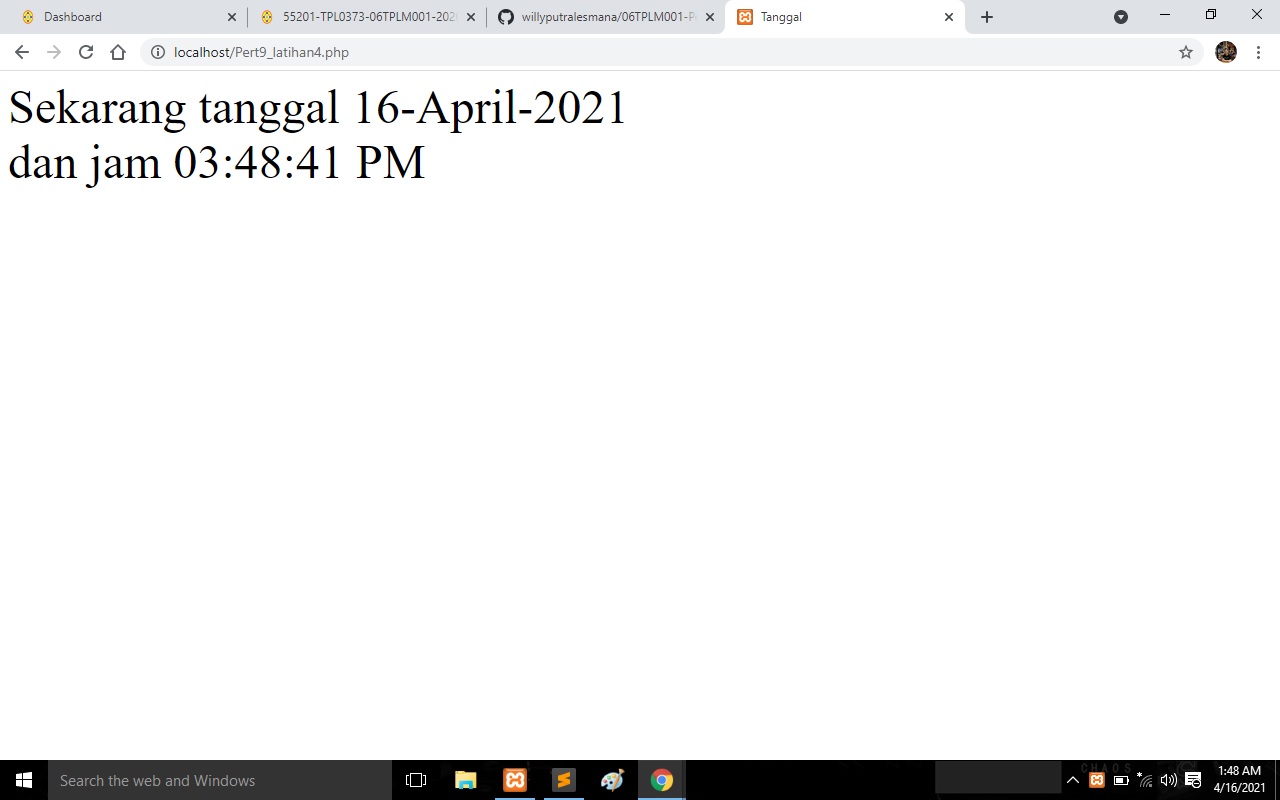 Dashboard
55201-TPL0373-06TPLM001-202
willyputralesmana/06TPLM001-P
Tanggal
localhost/Pert9_latihan4.php
Sekarang tanggal 16-April-2021
dan jam 03:48:41 PM
Search the web and Windows
CHAOS
1:48 AM
4/16/2021